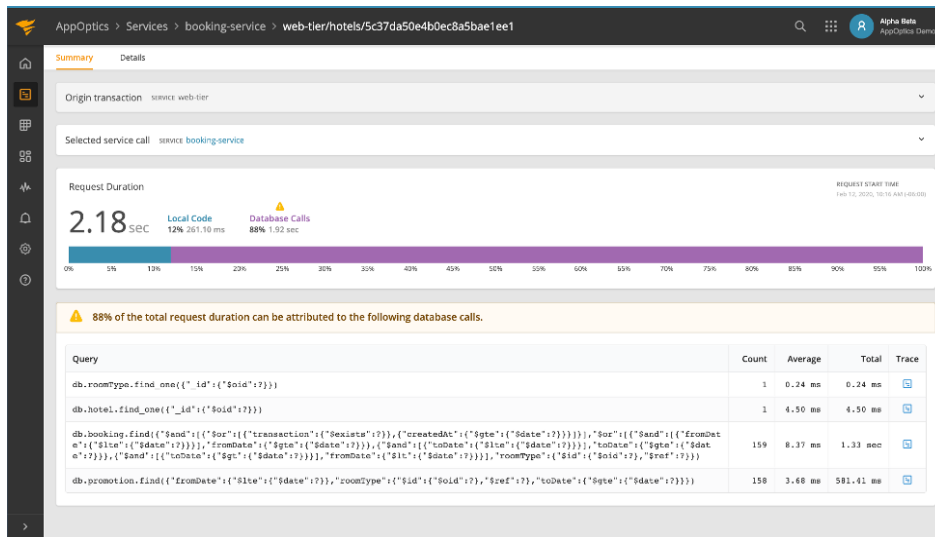 AppOptics > Services > booking-service > web-tier/hotels/5c37da50e4b0ec8a5bae1ee1
Alpha Beta
AppOptics Demo
A
Summary Details
Origin transaction SERVICE web-tier
Selected service call SERVICE booking-service
Request Duration
REQUEST START TIME
Feb 12, 2020, 10:16 AM (-06:00)
2.18 sec
Local Code
12% 261.10 ms
Database Calls
88% 1.92 sec
0% 5% 10% 15% 20% 25% 30% 35% 40% 45% 50% 55% 60% 65% 70% 75% 80% 85% 90% 95% 100%
88% of the total request duration can be attributed to the following database calls.
Query Count Average Total Trace
db.roomType.find_one({"_id":{"$oid":?}}) 1 0.24 ms 0.24 ms
db.hotel.find_one({"_id":{"$oid":?}}) 1 4.50 ms 4.50 ms
db.booking.find({"$and":[{"$or":[{"transaction":{"$exists":?}},{"createdAt":{"$gte":{"$date":?}}}]}],"$or":[{"$and":[{"fromDat
e":{"$lte":{"$date":?}}}],"fromDate":{"$gte":{"$date":?}}},{"$and":[{"toDate":{"$lte":{"$date":?}}}],"toDate":{"$gte":{"$dat
e":?}}},{"$and":[{"toDate":{"$gt":{"$date":?}}}],"fromDate":{"$lt":{"$date":?}}}],"roomType":{"$id":{"$oid":?},"$ref":?}}) 159 8.37 ms 1.33 sec
db.promotion.find({"fromDate":{"$lte":{"$date":?}},"roomType":{"$id":{"$oid":?},"$ref":?},"toDate":{"$gte":{"$date":?}}}) 158 3.68 ms 581.41 ms